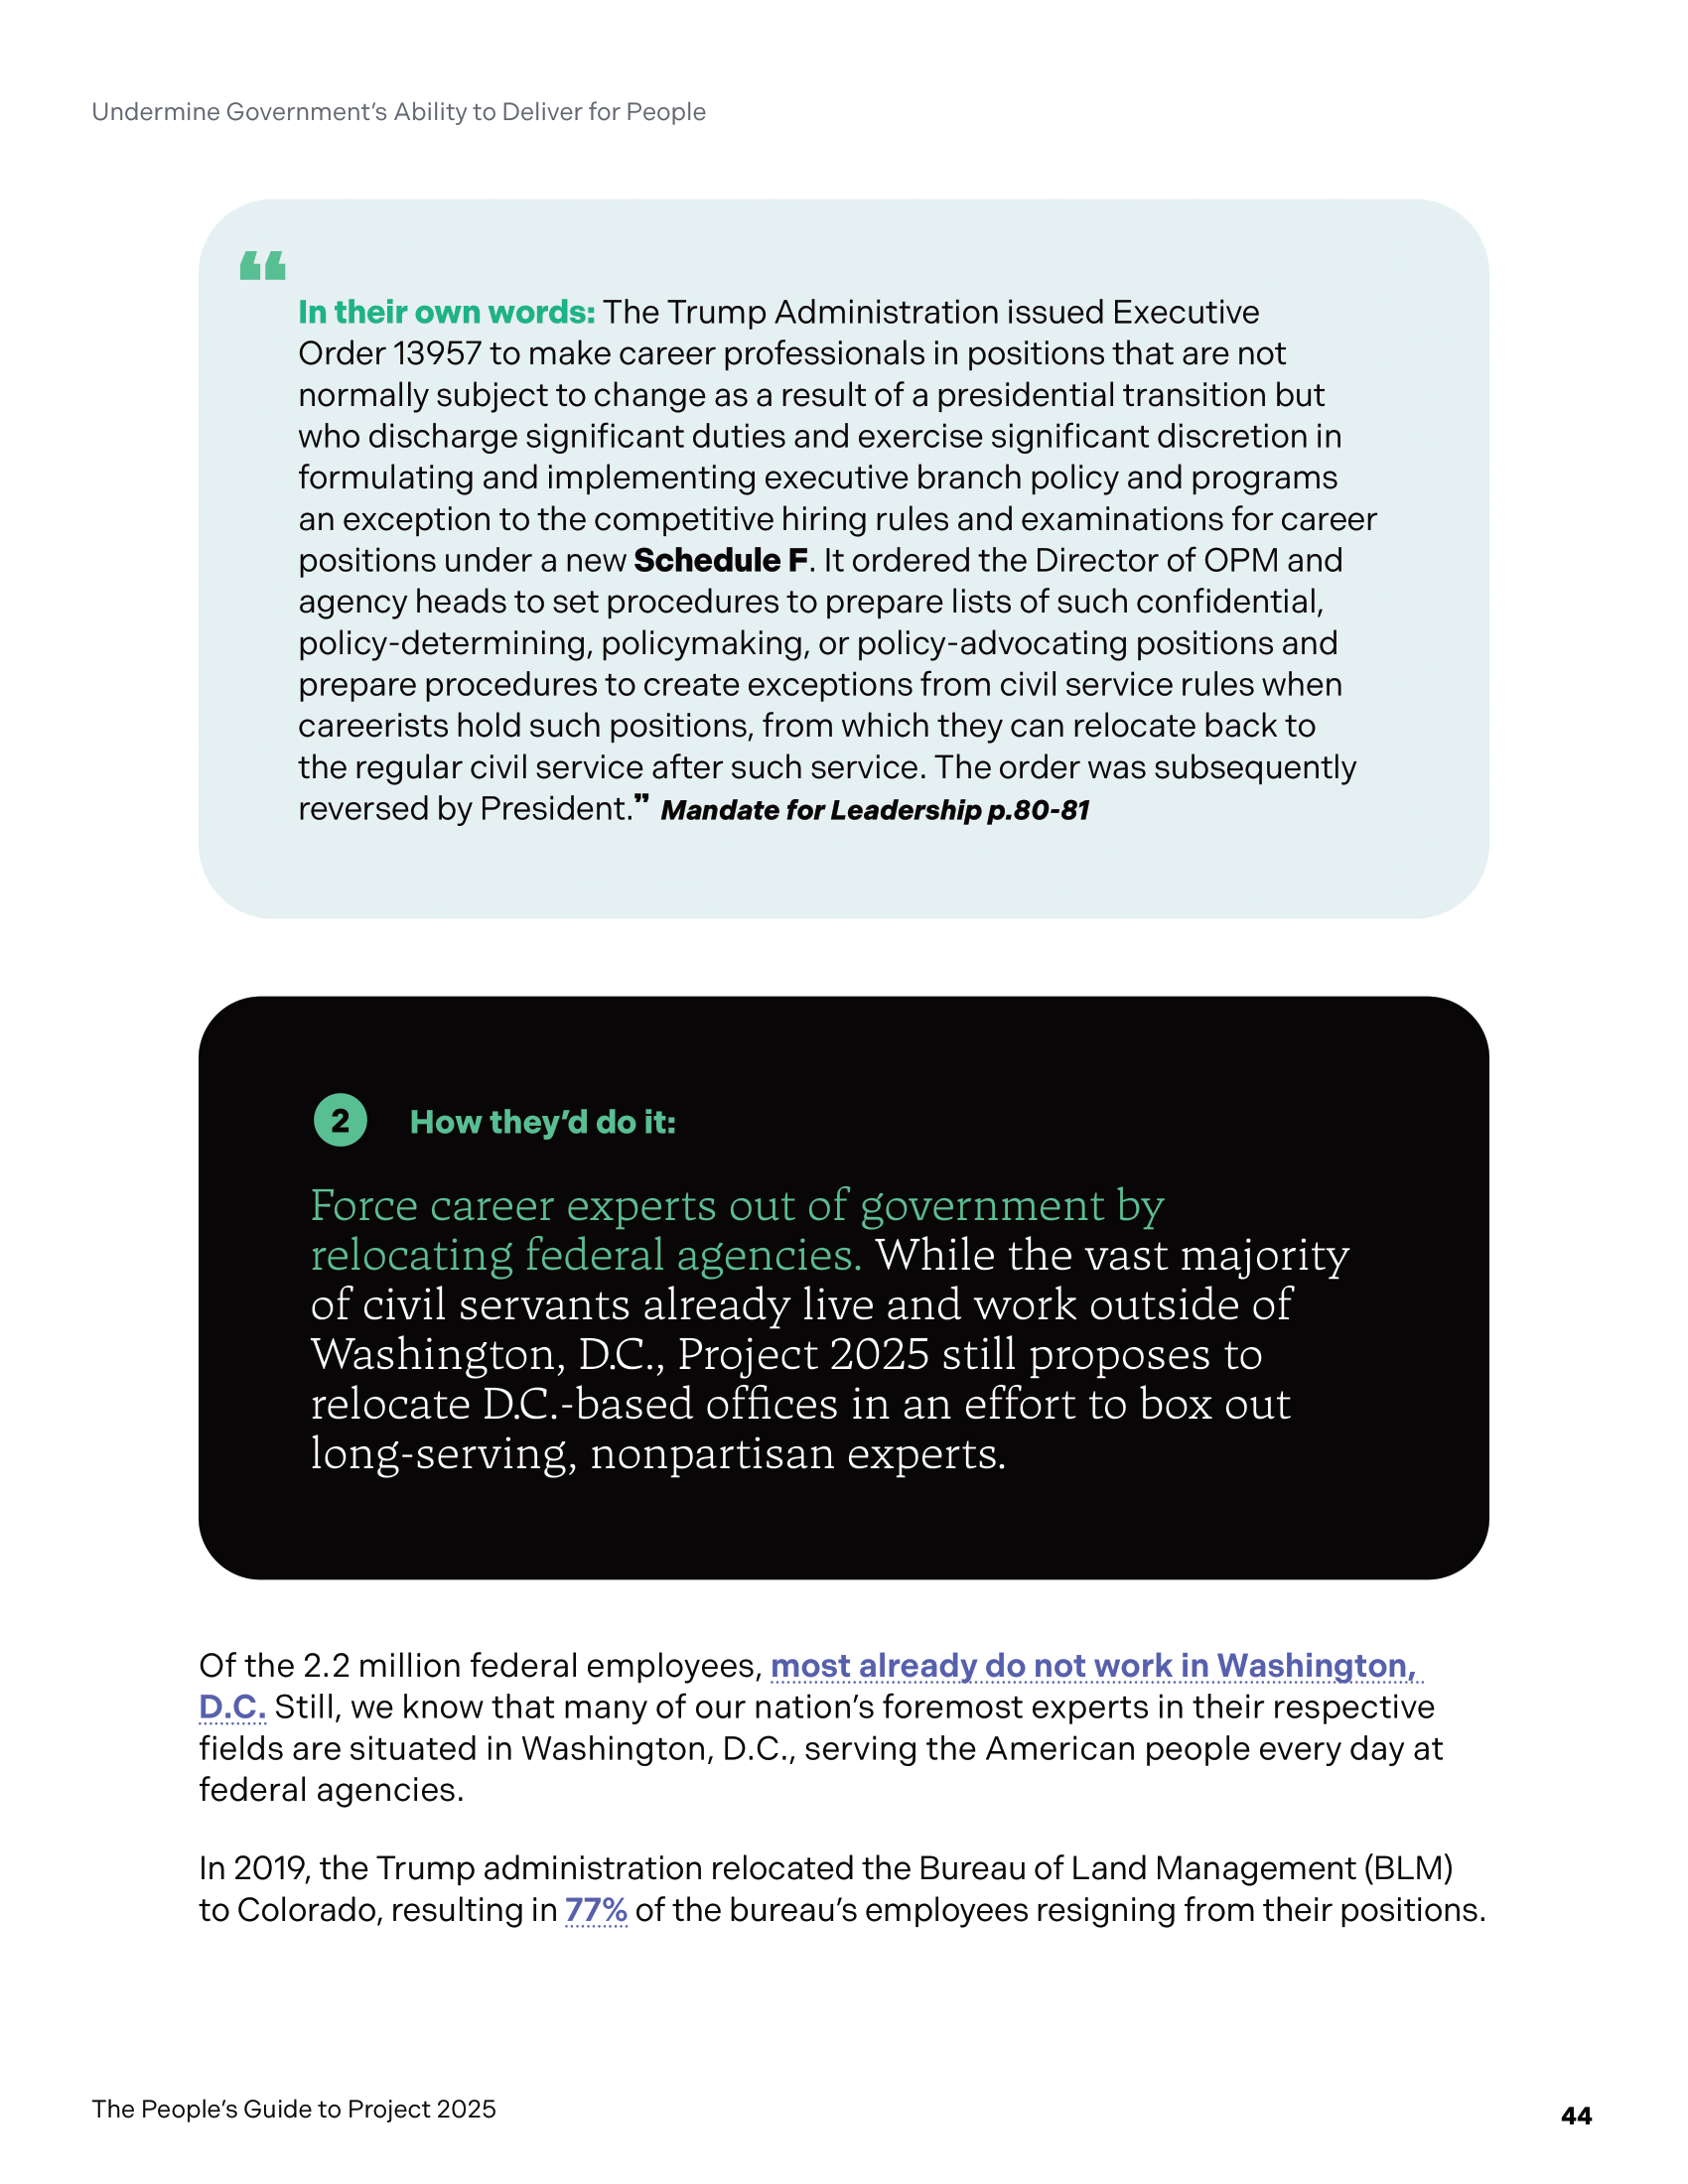 Undermine Government’s Ability to Deliver for People
“
In their own words: The Trump Administration issued Executive
Order 13957 to make career professionals in positions that are not
normally subject to change as a result of a presidential transition but
who discharge significant duties and exercise significant discretion in
formulating and implementing executive branch policy and programs
an exception to the competitive hiring rules and examinations for career
positions under a new Schedule F. It ordered the Director of OPM and
agency heads to set procedures to prepare lists of such confidential,
policy-determining, policymaking, or policy-advocating positions and
prepare procedures to create exceptions from civil service rules when
careerists hold such positions, from which they can relocate back to
the regular civil service after such service. The order was subsequently
reversed by President.” Mandate for Leadership p.80-81
2 How they’d do it:
Force career experts out of government by
relocating federal agencies. While the vast majority
of civil servants already live and work outside of
Washington, D.C., Project 2025 still proposes to
relocate D.C.-based offices in an effort to box out
long-serving, nonpartisan experts.
Of the 2.2 million federal employees, most already do not work in Washington,
D.C. Still, we know that many of our nation’s foremost experts in their respective
fields are situated in Washington, D.C., serving the American people every day at
federal agencies.
In 2019, the Trump administration relocated the Bureau of Land Management (BLM)
to Colorado, resulting in 77% of the bureau’s employees resigning from their positions.
The People’s Guide to Project 2025
44